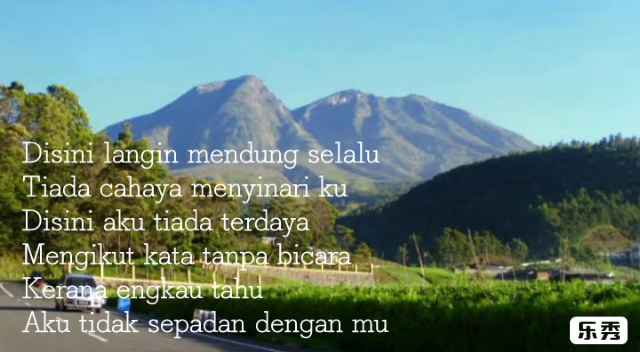 Disini langin mendung selalu
Tiada cahaya menyinari ku
Disini aku tiada terdaya
Mengikut kata tanpa bicara
Kerana engkau tahu
Aku tidak sepadan dengan mu
乐秀